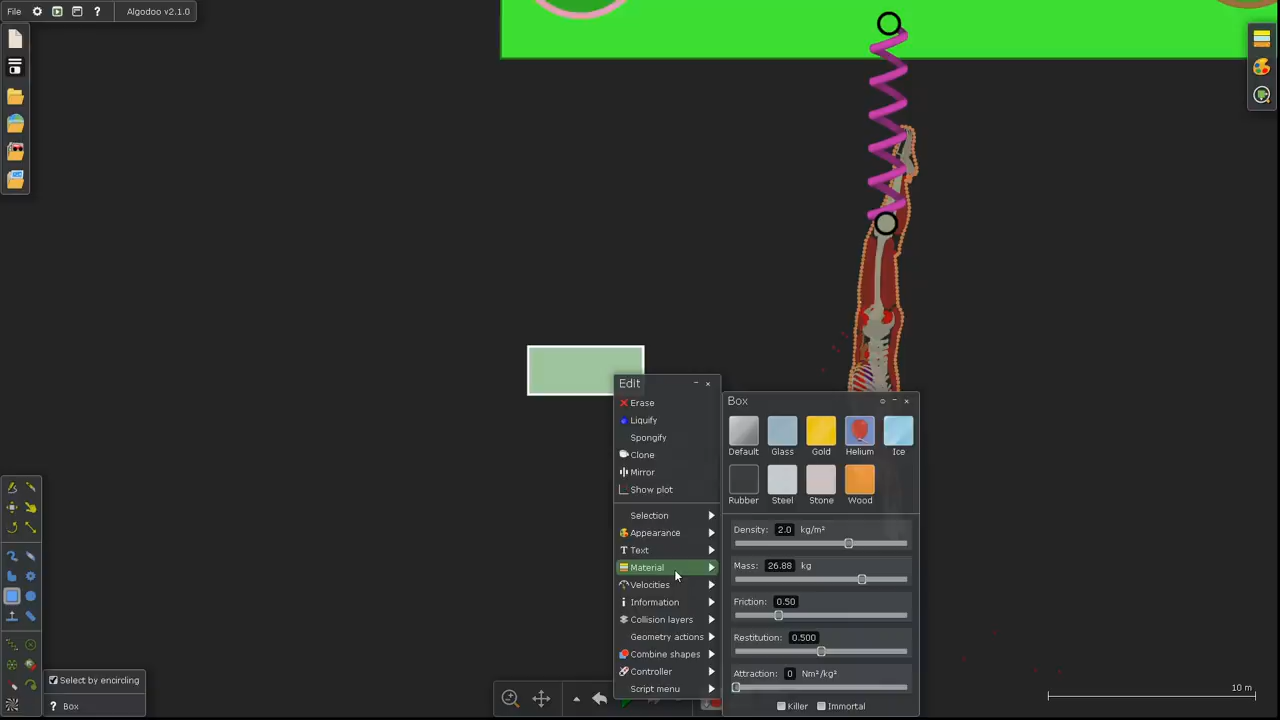 File ? Algodoo v2.1.0
Edit
Erase
Liquify
Spongify
Clone
Mirror
Show plot
Selection
Appearance
Text
Material
Velocities
Information
Collision layers
Geometry actions
Combine shapes
Controller
Script menu
Box
Default Glass Gold Helium Ice
Rubber Steel Stone Wood
Density: 2.0 kg/m²
Mass: 26.88 kg
Friction: 0.50
Restitution: 0.500
Attraction: 0 Nm²/kg²
Killer Immortal
Select by encircling
? Box
10 m